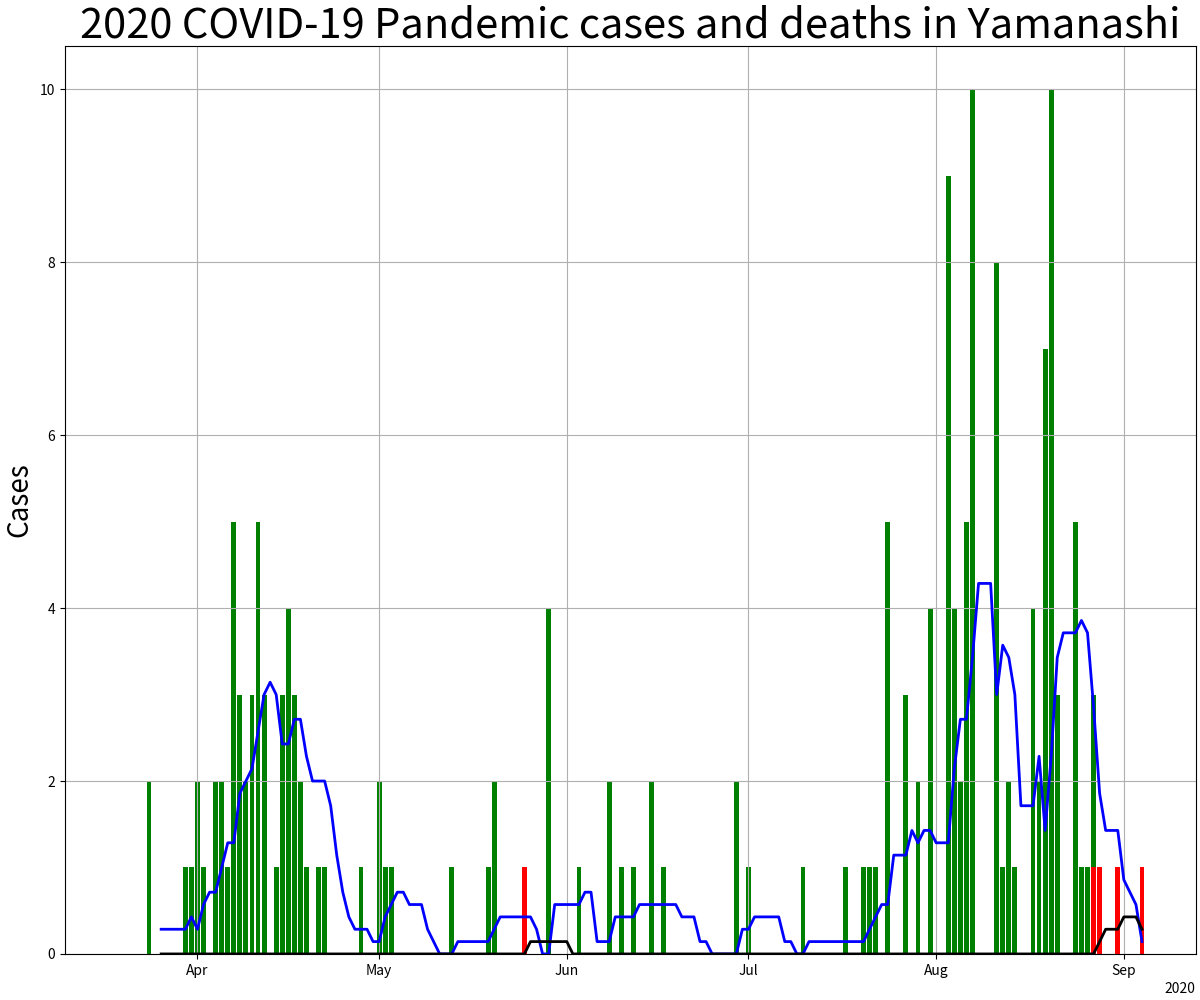 2020 COVID-19 Pandemic cases and deaths in Yamanashi
Cases
10
8
6
4
2
0
Apr
May
Jun
Jul
Aug
Sep
2020